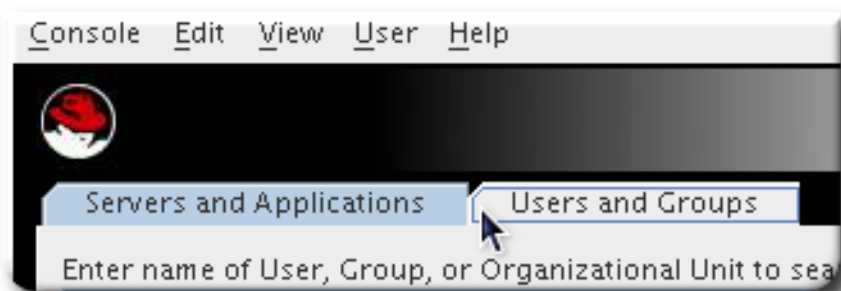 Console Edit View User Help
Servers and Applications Users and Groups
Enter name of User, Group, or Organizational Unit to